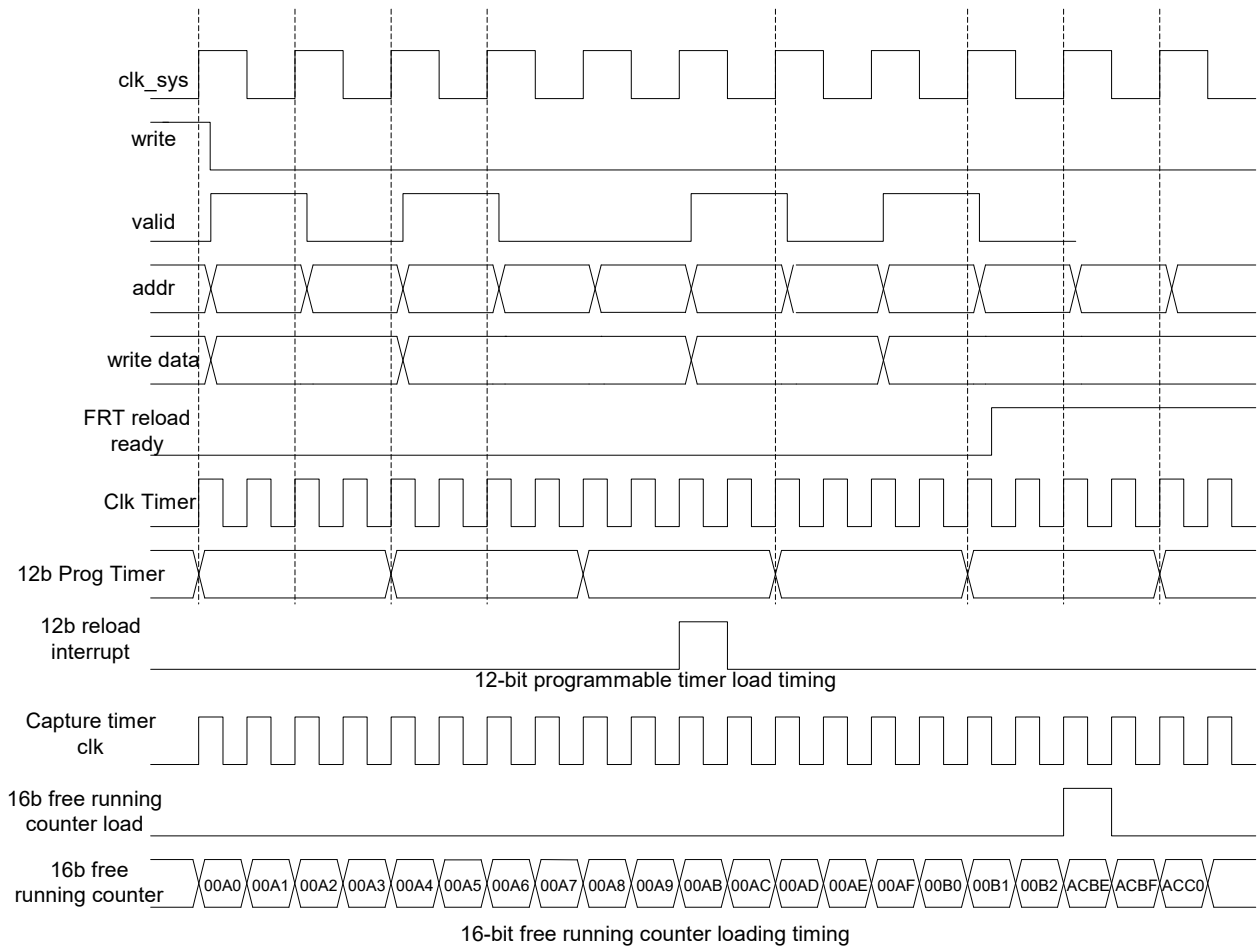 clk_sys
write
valid
addr
write data
FRT reload
ready
Clk Timer
12b Prog Timer
12b reload
interrupt
12-bit programmable timer load timing
Capture timer
clk
16b free running
counter load
16b free
running counter
00A0 00A1 00A2 00A3 00A4 00A5 00A6 00A7 00A8 00A9 00AB 00AC 00AD 00AE 00AF 00B0 00B1 00B2 ACBE ACBF ACC0
16-bit free running counter loading timing